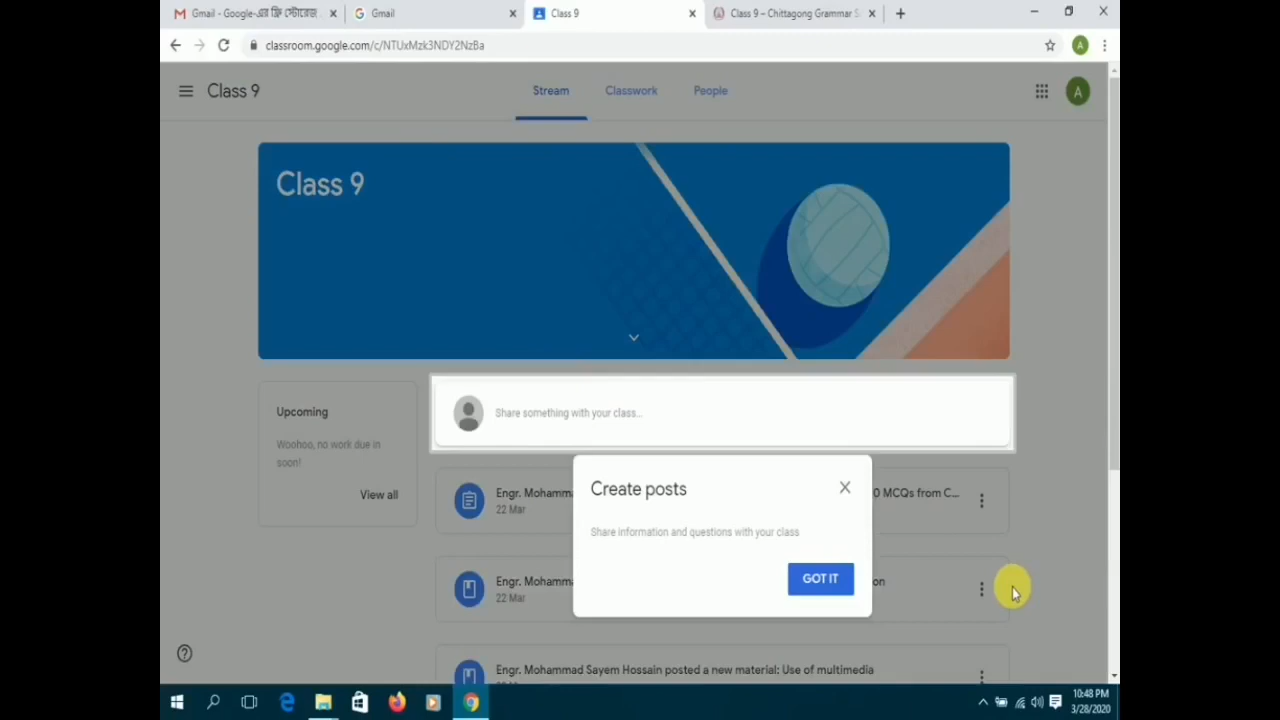 Gmail - Google-এর ফ্রি স্টোরেজ
Gmail
Class 9
Class 9 – Chittagong Grammar S
classroom.google.com/c/NTUxMzk3NDY2NzBa
A
Class 9
Stream
Classwork
People
A
Class 9
Upcoming
Woohoo, no work due in
soon!
View all
Share something with your class...
Engr. Mohamm
0 MCQs from C...
22 Mar
Create posts
Share information and questions with your class
GOT IT
Engr. Mohamma
on
22 Mar
Engr. Mohammad Sayem Hossain posted a new material: Use of multimedia
10:48 PM
3/28/2020